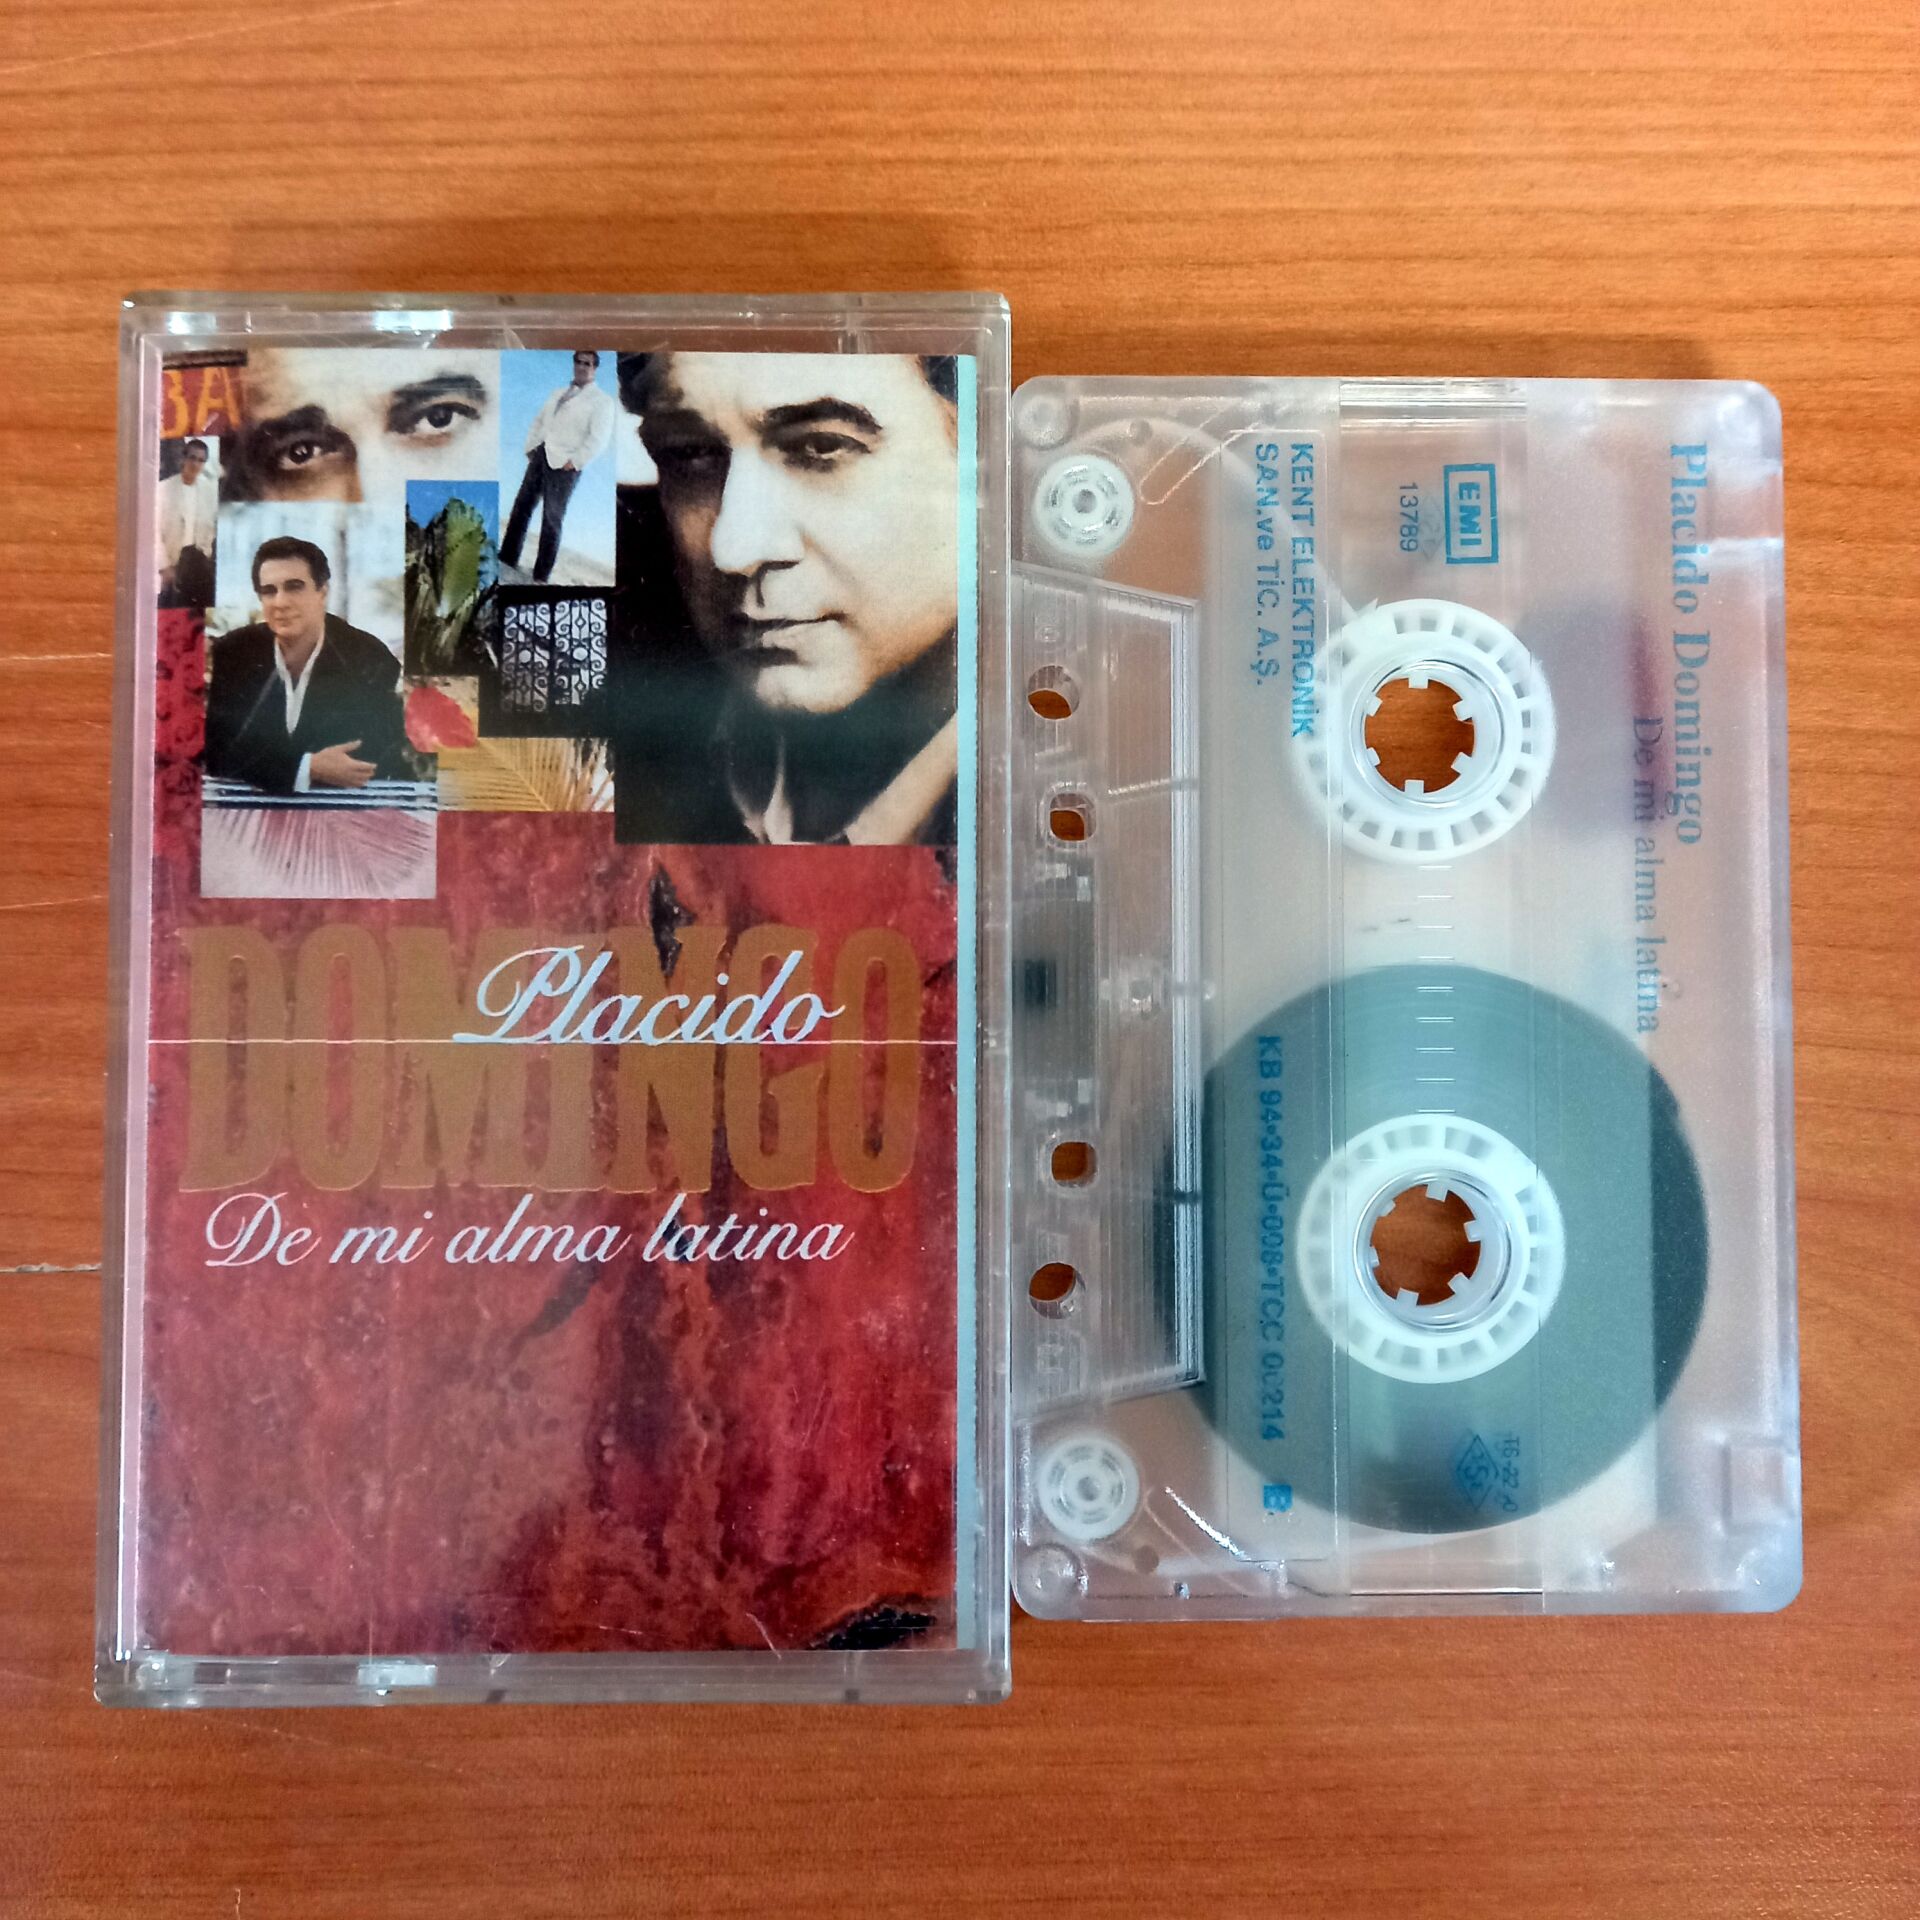 BA
Placido
DOMINGO
De mi alma latina
Placido Domingo
De mi alma latina
EMI
13789
KENT ELEKTRONİK
SAN.ve TİC. A.Ş.
KB 94•34•Ü•008•TCC 00214 B